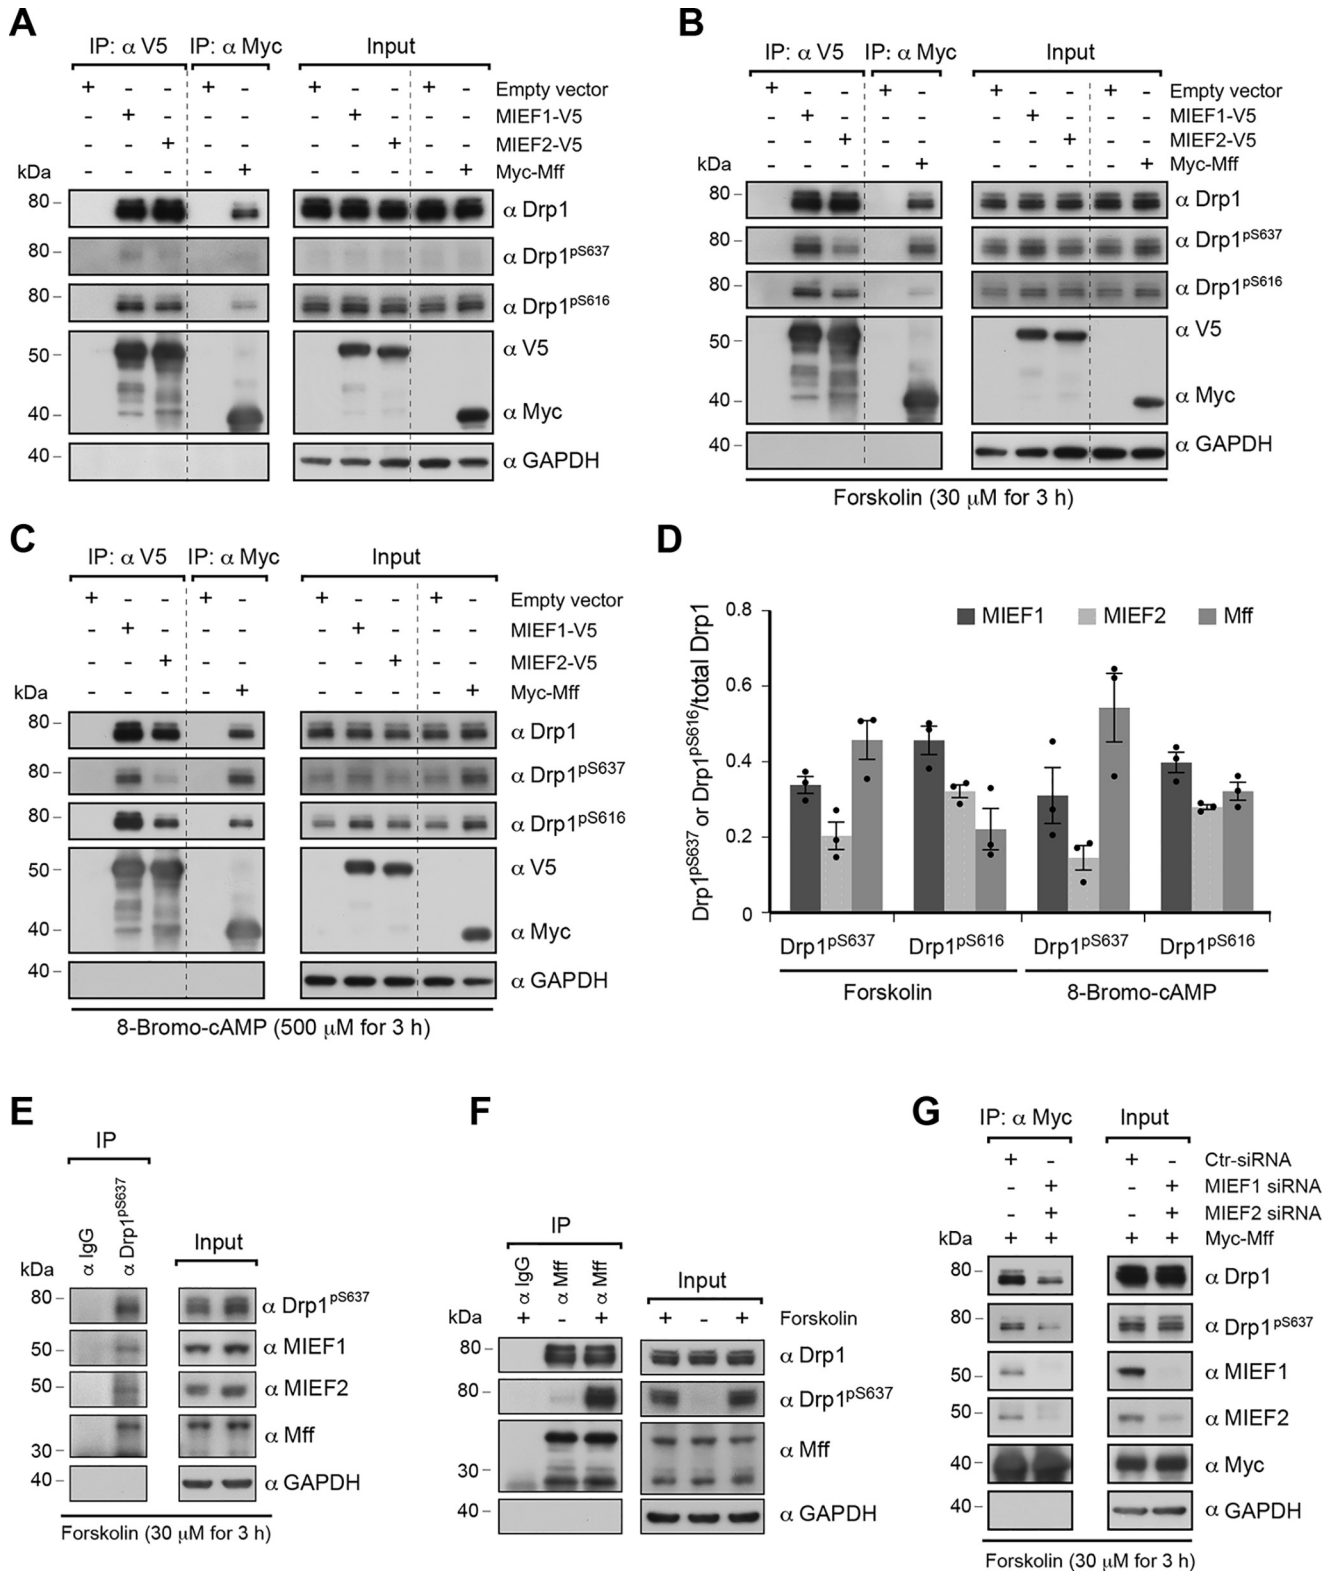 A
IP: α V5 IP: α Myc Input
+ - - + - + - - + - Empty vector
- + - - - - + - - - MIEF1-V5
- - + - - - - + - - MIEF2-V5
kDa - - - - + - - - - + Myc-Mff
80 α Drp1
80 α Drp1pS637
80 α Drp1pS616
50 α V5
40 α Myc
40 α GAPDH
B
IP: α V5 IP: α Myc Input
+ - - + - + - - + - Empty vector
- + - - - - + - - - MIEF1-V5
- - + - - - - + - - MIEF2-V5
kDa - - - - + - - - - + Myc-Mff
80 α Drp1
80 α Drp1pS637
80 α Drp1pS616
50 α V5
40 α Myc
40 α GAPDH
Forskolin (30 μM for 3 h)
C
IP: α V5 IP: α Myc Input
+ - - + - + - - + - Empty vector
- + - - - - + - - - MIEF1-V5
- - + - - - - + - - MIEF2-V5
kDa - - - - + - - - - + Myc-Mff
80 α Drp1
80 α Drp1pS637
80 α Drp1pS616
50 α V5
40 α Myc
40 α GAPDH
8-Bromo-cAMP (500 μM for 3 h)
D
Drp1pS637 or Drp1pS616/total Drp1
0.8
0.6
0.4
0.2
0
MIEF1 MIEF2 Mff
Drp1pS637 Drp1pS616 Drp1pS637 Drp1pS616
Forskolin 8-Bromo-cAMP
E
IP
α IgG
α Drp1pS637
Input
kDa
80 α Drp1pS637
50 α MIEF1
50 α MIEF2
α Mff
30
40 α GAPDH
Forskolin (30 μM for 3 h)
F
IP
α IgG
α Mff
α Mff
Input
kDa + - + + - + Forskolin
80 α Drp1
80 α Drp1pS637
α Mff
30
40 α GAPDH
G
IP: α Myc Input
+ - + - Ctr-siRNA
- + - + MIEF1 siRNA
- + - + MIEF2 siRNA
kDa + + + + Myc-Mff
80 α Drp1
80 α Drp1pS637
50 α MIEF1
50 α MIEF2
40 α Myc
40 α GAPDH
Forskolin (30 μM for 3 h)